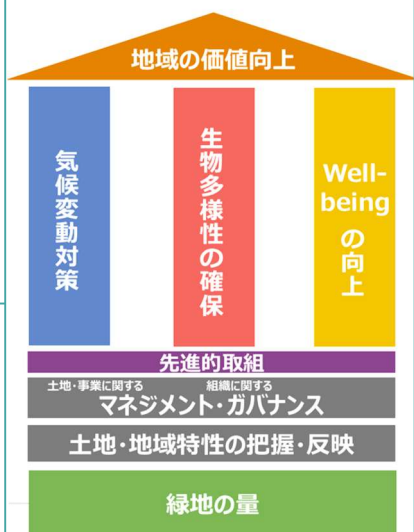 地域の価値向上
気候変動対策
生物多様性の確保
Well-
being
の向上
先進的取組
土地・事業に関する 組織に関する
マネジメント・ガバナンス
土地・地域特性の把握・反映
緑地の量